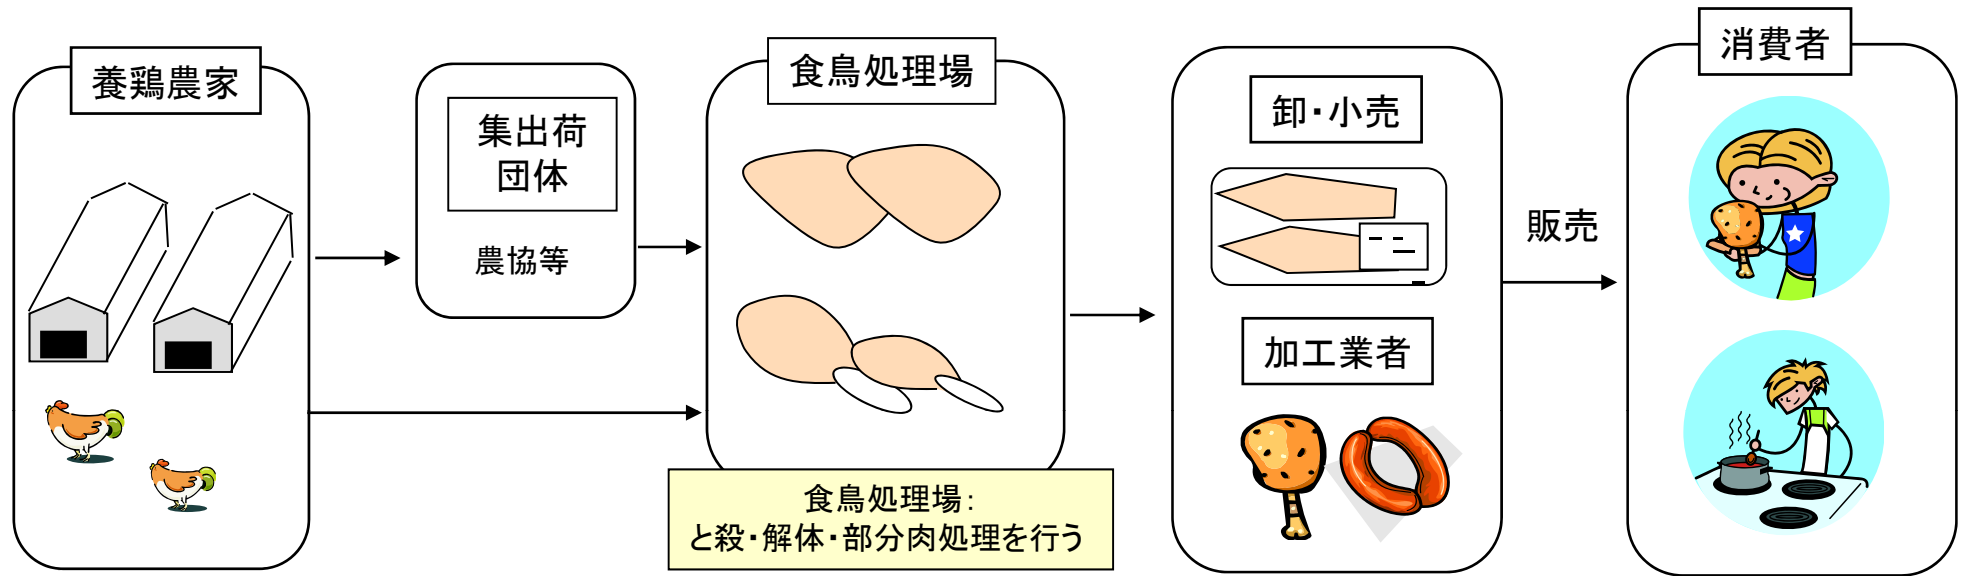 養鶏農家
集出荷
団体
農協等
食鳥処理場
食鳥処理場：
と殺・解体・部分肉処理を行う
卸・小売
加工業者
販売
消費者